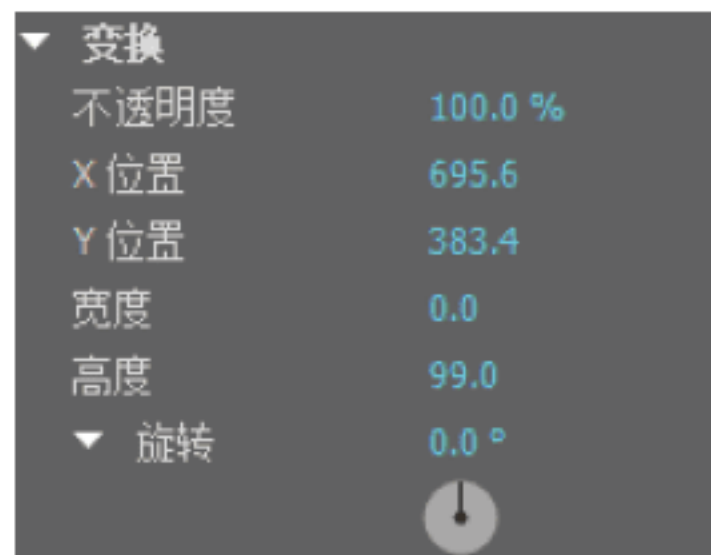 变换
不透明度 100.0 %
X 位置 695.6
Y 位置 383.4
宽度 0.0
高度 99.0
旋转 0.0 °